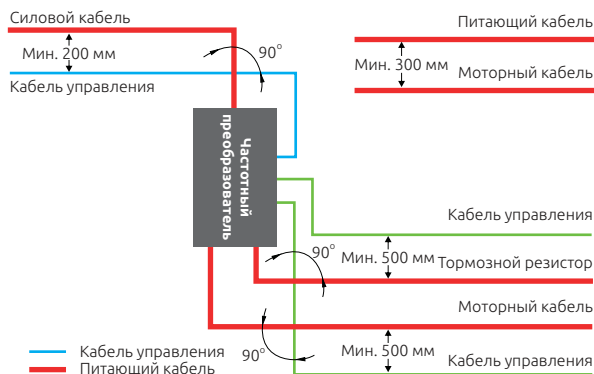 Силовой кабель
Мин. 200 мм
Кабель управления
90°
Питающий кабель
Мин. 300 мм
Моторный кабель
Частотный
преобразователь
Кабель управления
90°
Мин. 500 мм
Тормозной резистор
Моторный кабель
90°
Мин. 500 мм
Кабель управления
Кабель управления
Питающий кабель